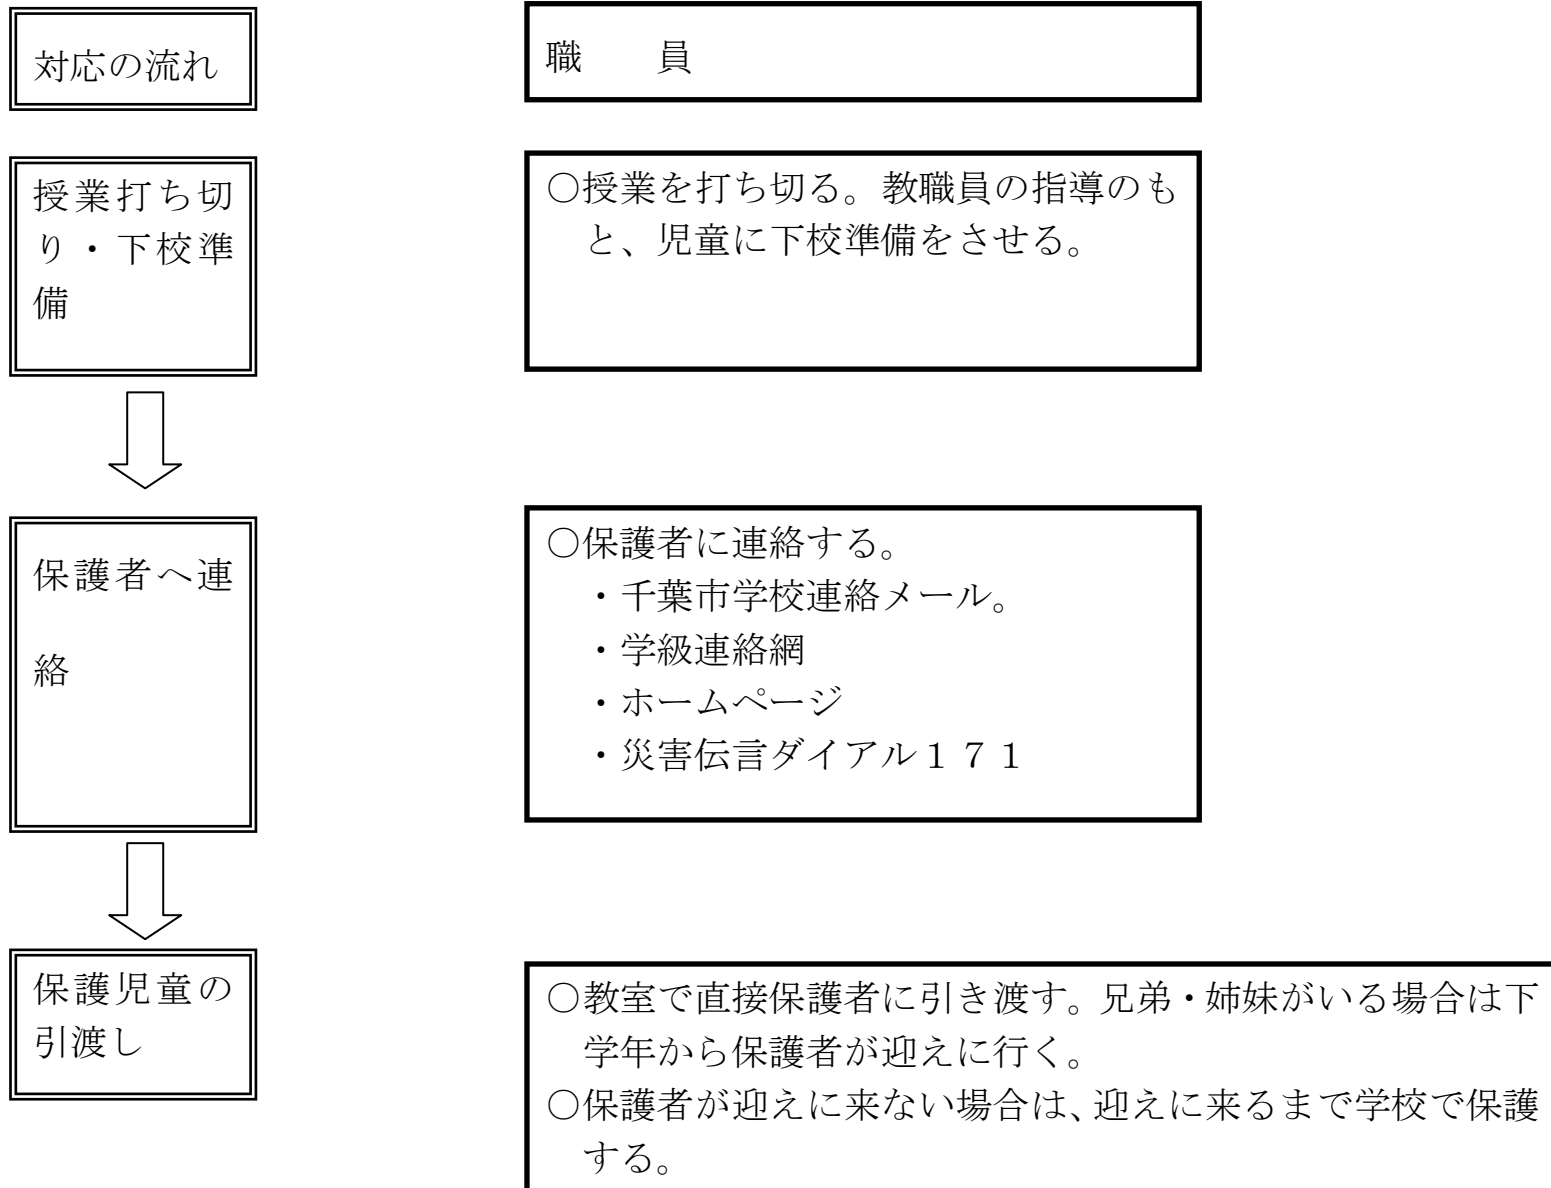 対応の流れ
職　　員
授業打ち切
り・下校準
備
○授業を打ち切る。教職員の指導のも
と、児童に下校準備をさせる。
保護者へ連
絡
○保護者に連絡する。
・千葉市学校連絡メール。
・学級連絡網
・ホームページ
・災害伝言ダイアル１７１
保護児童の
引渡し
○教室で直接保護者に引き渡す。兄弟・姉妹がいる場合は下
学年から保護者が迎えに行く。
○保護者が迎えに来ない場合は、迎えに来るまで学校で保護
する。